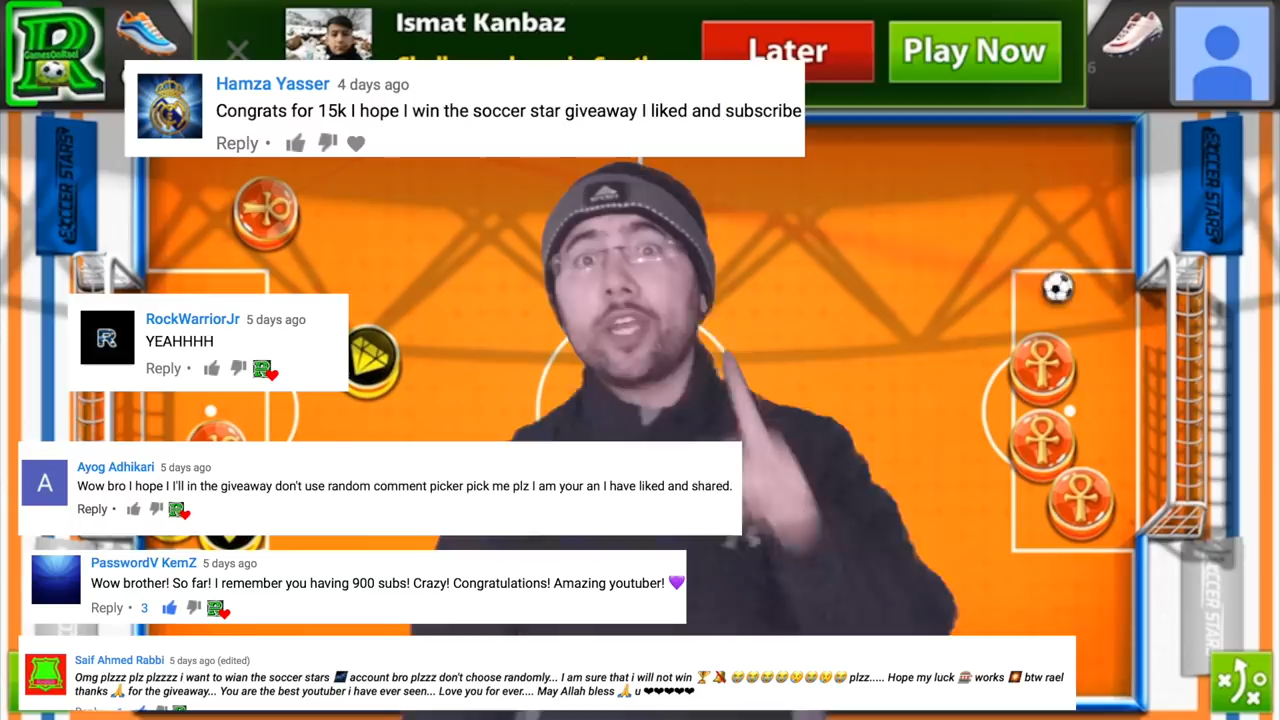 Ismat Kanbaz
Later
Play Now
GamesOnRael
Hamza Yasser 4 days ago
Congrats for 15k I hope I win the soccer star giveaway I liked and subscribe
Reply •
SOCCER STARS
SOCCER STARS
RockWarriorJr 5 days ago
YEAHHHH
Reply •
Ayog Adhikari 5 days ago
A
Wow bro I hope I I'll in the giveaway don't use random comment picker pick me plz I am your an I have liked and shared.
Reply •
PasswordV KemZ 5 days ago
Wow brother! So far! I remember you having 900 subs! Crazy! Congratulations! Amazing youtuber! 💜
Reply • 3
SOCCER STARS
Saif Ahmed Rabbi 5 days ago (edited)
Omg plzzz plz plzzzz i want to wian the soccer stars 🌌 account bro plzzz don't choose randomly... I am sure that i will not win 🏆 💃 😭😭😭😭😢😭😢😭 plz..... Hope my luck 🎰 works 🎇 btw rael
thanks 🙏 for the giveaway... You are the best youtuber i have ever seen... Love you for ever.... May Allah bless 🙏 u ❤❤❤❤❤